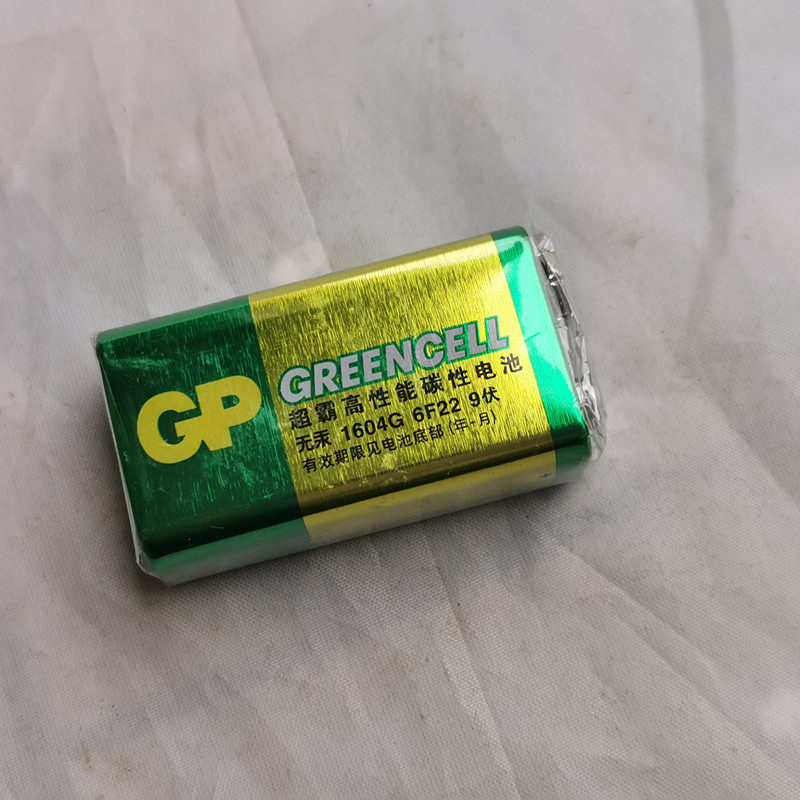 GP
GREENCELL
超霸高性能碳性电池
无汞 1604G 6F22 9伏
有效期限见电池底部(年-月)